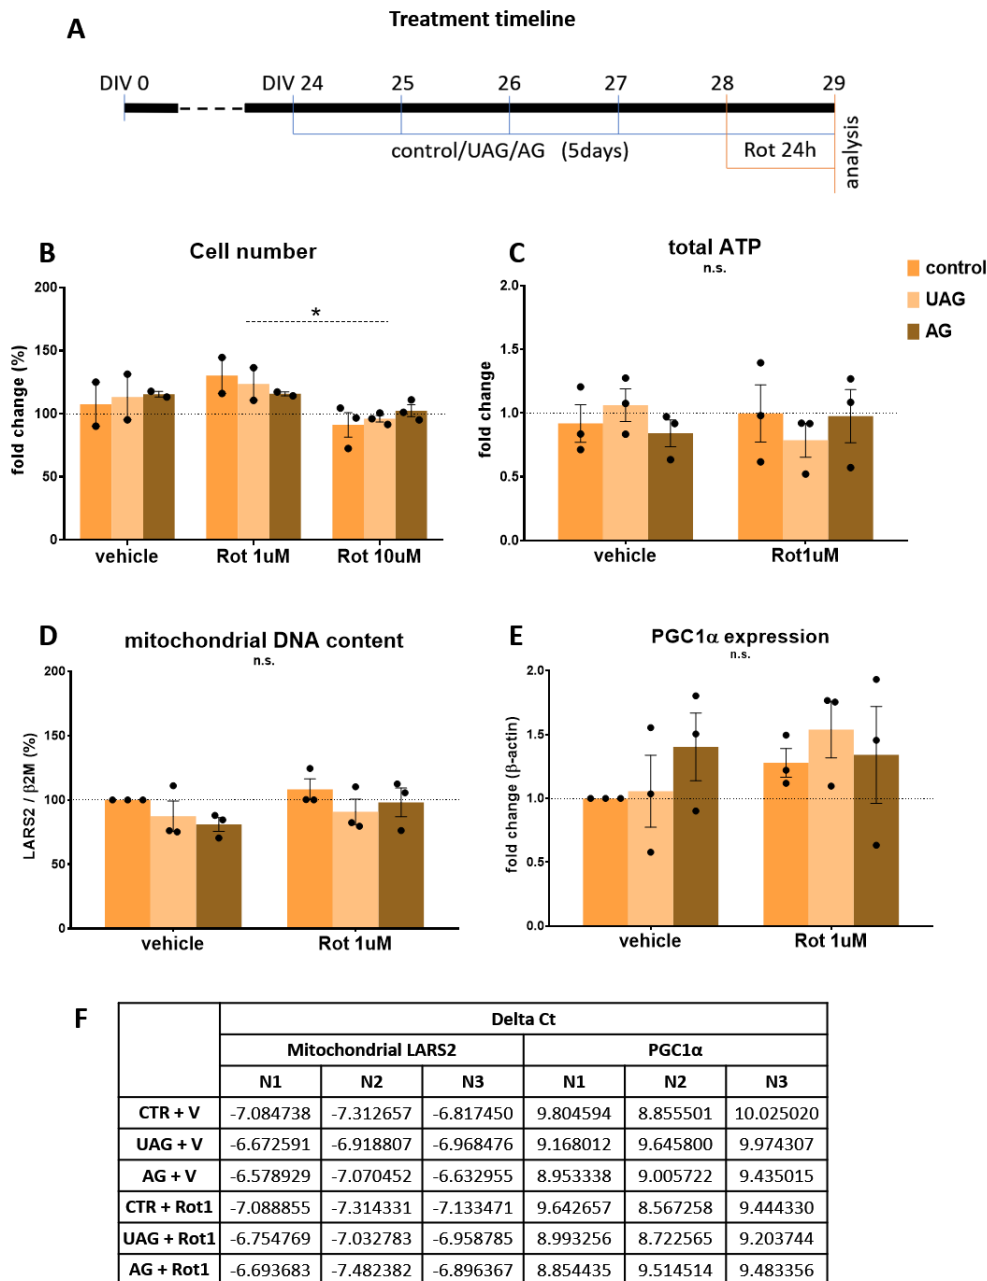 A
Treatment timeline
DIV 0 DIV 24 25 26 27 28 29
control/UAG/AG (5days) Rot 24h
analysis
B
Cell number
*
fold change (%)
200
150
100
50
0
vehicle Rot 1uM Rot 10uM
C
total ATP
n.s.
fold change
2.0
1.5
1.0
0.5
0.0
vehicle Rot1uM
control
UAG
AG
D
mitochondrial DNA content
n.s.
LARS2 / β2M (%)
200
150
100
50
0
vehicle Rot 1uM
E
PGC1α expression
n.s.
fold change (β-actin)
2.0
1.5
1.0
0.5
0.0
vehicle Rot 1uM
F
Delta Ct
Mitochondrial LARS2 PGC1α
N1 N2 N3 N1 N2 N3
CTR + V -7.084738 -7.312657 -6.817450 9.804594 8.855501 10.025020
UAG + V -6.672591 -6.918807 -6.968476 9.168012 9.645800 9.974307
AG + V -6.578929 -7.070452 -6.632955 8.953338 9.005722 9.435015
CTR + Rot1 -7.088855 -7.314331 -7.133471 9.642657 8.567258 9.444330
UAG + Rot1 -6.754769 -7.032783 -6.958785 8.993256 8.722565 9.203744
AG + Rot1 -6.693683 -7.482382 -6.896367 8.854435 9.514514 9.483356